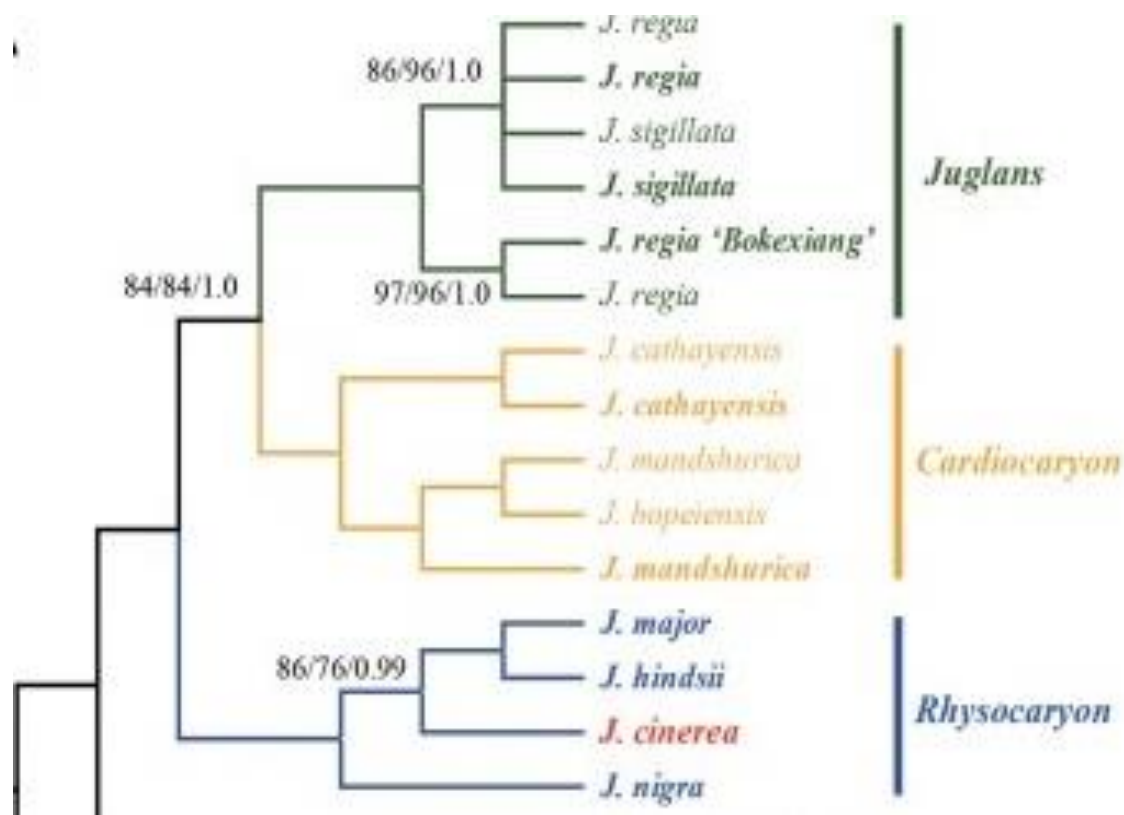 J. regia
86/96/1.0
J. regia
J. sigillata
Juglans
J. sigillata
J. regia ‘Bokexiang’
84/84/1.0
97/96/1.0
J. regia
J. cathayensis
J. cathayensis
J. mandshurica
Cardiocaryon
J. hopeiensis
J. mandshurica
J. major
86/76/0.99
J. hindsii
Rhysocaryon
J. cinerea
J. nigra